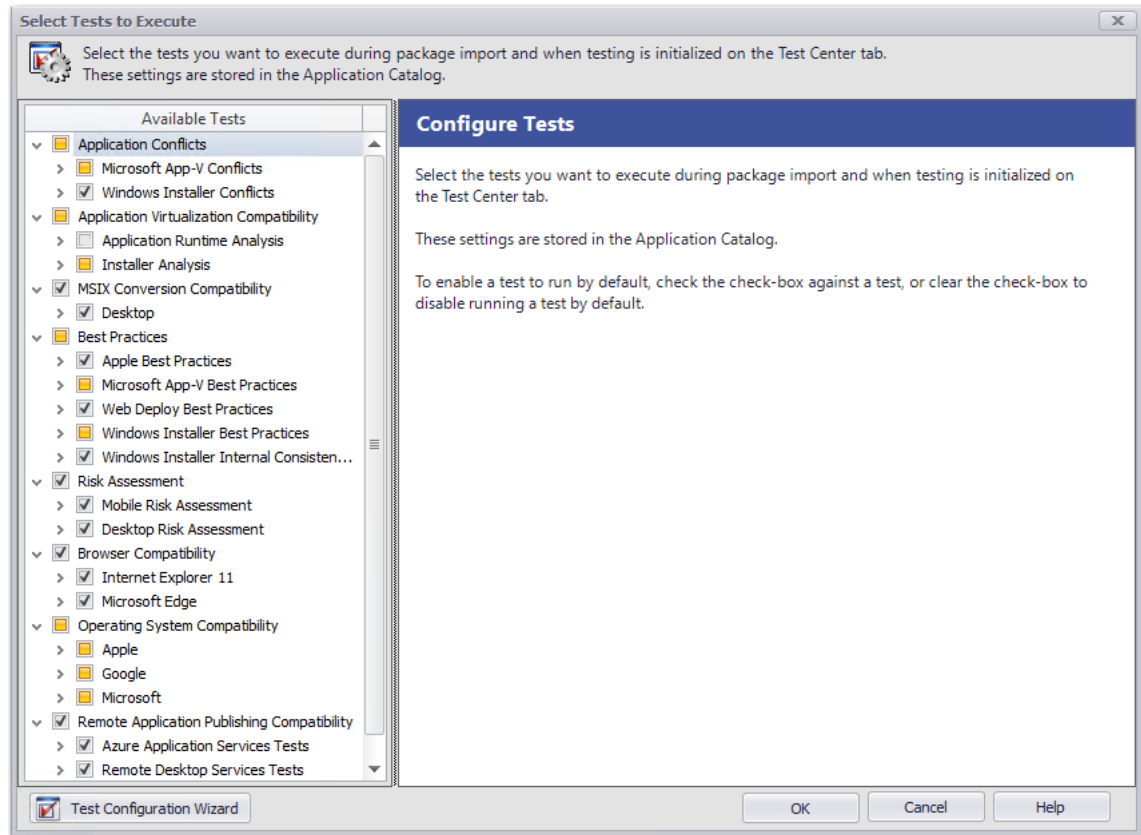 Select Tests to Execute
Select the tests you want to execute during package import and when testing is initialized on the Test Center tab.
These settings are stored in the Application Catalog.
Available Tests
Application Conflicts
Microsoft App-V Conflicts
Windows Installer Conflicts
Application Virtualization Compatibility
Application Runtime Analysis
Installer Analysis
MSIX Conversion Compatibility
Desktop
Best Practices
Apple Best Practices
Microsoft App-V Best Practices
Web Deploy Best Practices
Windows Installer Best Practices
Windows Installer Internal Consisten...
Risk Assessment
Mobile Risk Assessment
Desktop Risk Assessment
Browser Compatibility
Internet Explorer 11
Microsoft Edge
Operating System Compatibility
Apple
Google
Microsoft
Remote Application Publishing Compatibility
Azure Application Services Tests
Remote Desktop Services Tests
Configure Tests
Select the tests you want to execute during package import and when testing is initialized on
the Test Center tab.
These settings are stored in the Application Catalog.
To enable a test to run by default, check the check-box against a test, or clear the check-box to
disable running a test by default.
Test Configuration Wizard
OK
Cancel
Help